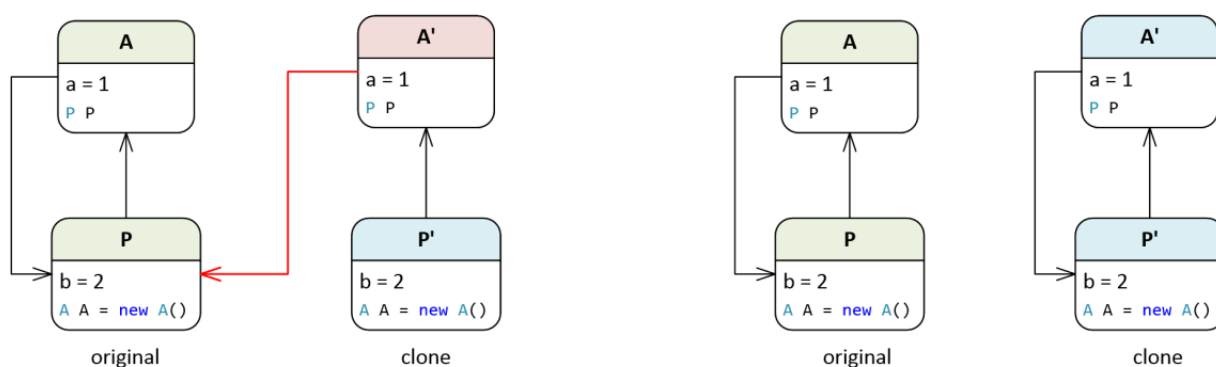 A
a = 1
P P
P
b = 2
A A = new A()
original
A'
a = 1
P P
P'
b = 2
A A = new A()
clone
A
a = 1
P P
P
b = 2
A A = new A()
original
A'
a = 1
P P
P'
b = 2
A A = new A()
clone